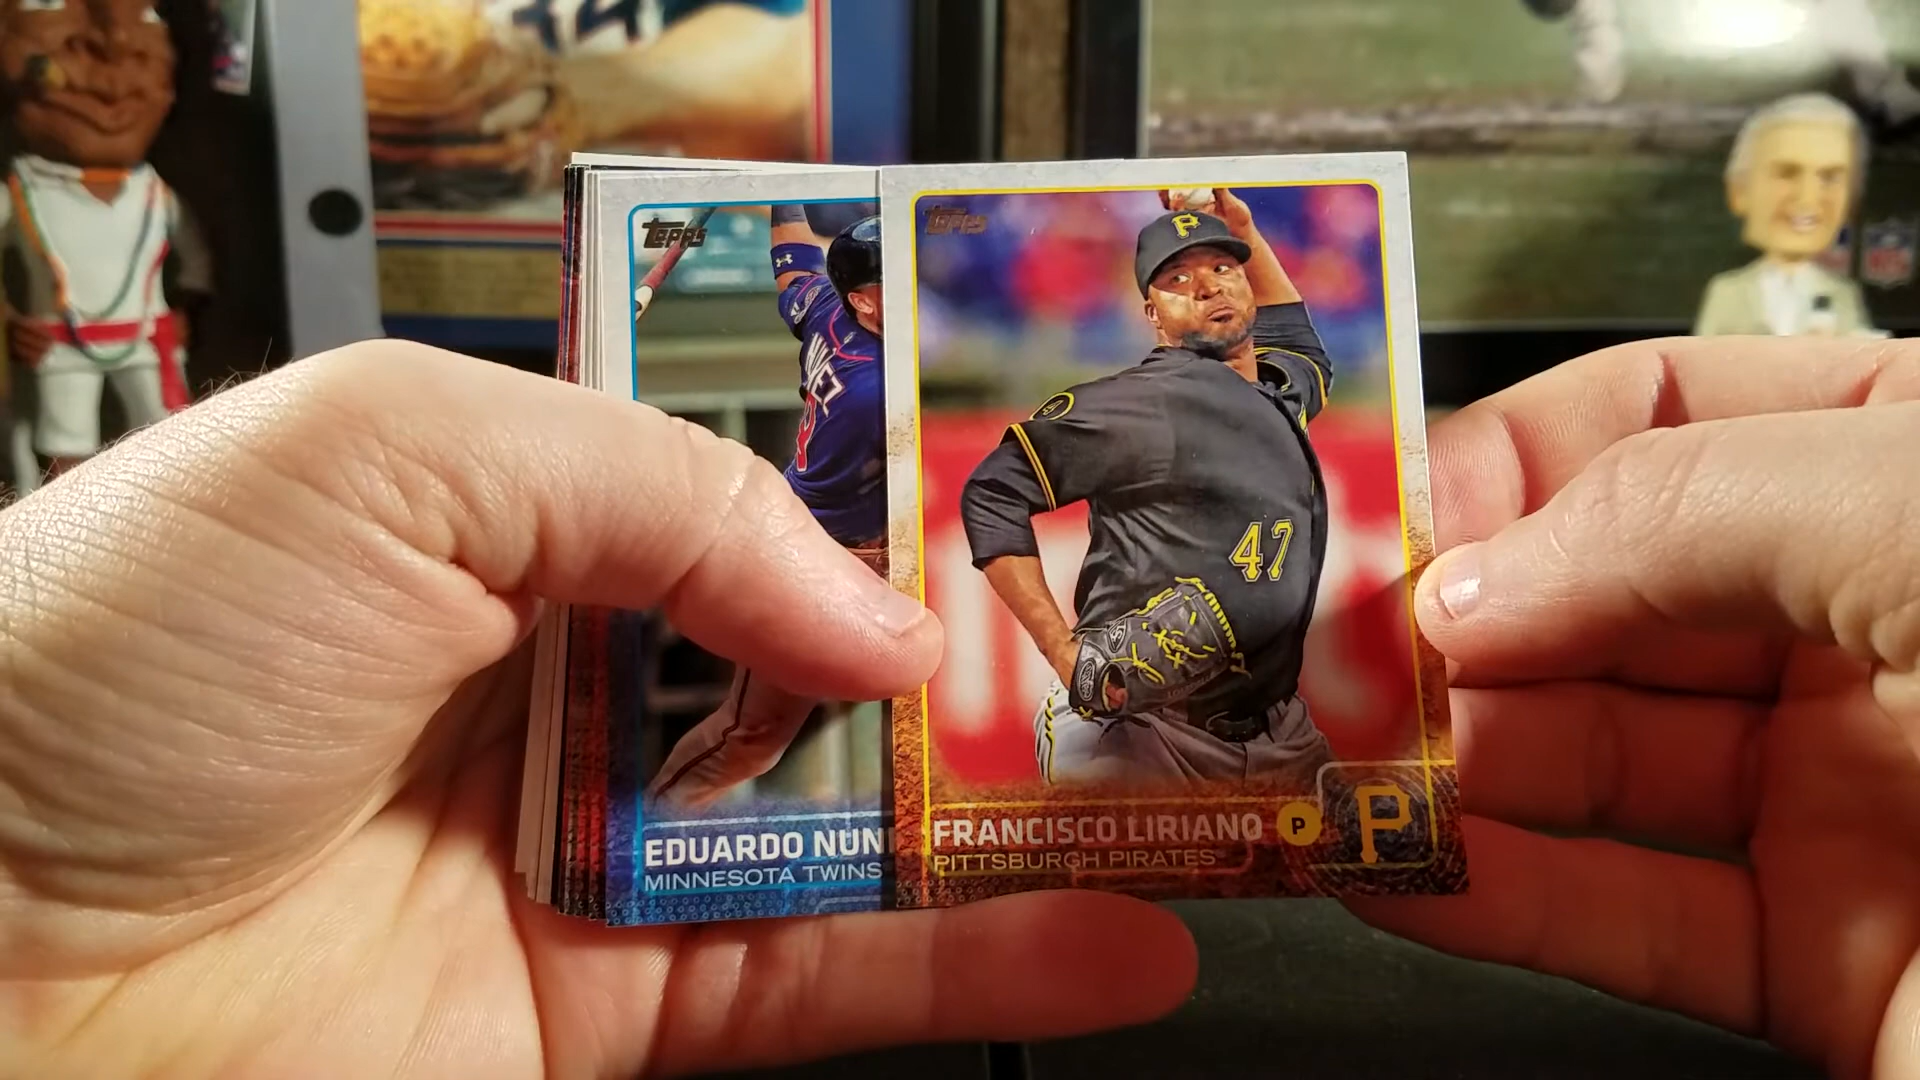 Topps
Topps
47
EDUARDO NUN
MINNESOTA TWINS
FRANCISCO LIRIANO P
PITTSBURGH PIRATES
P